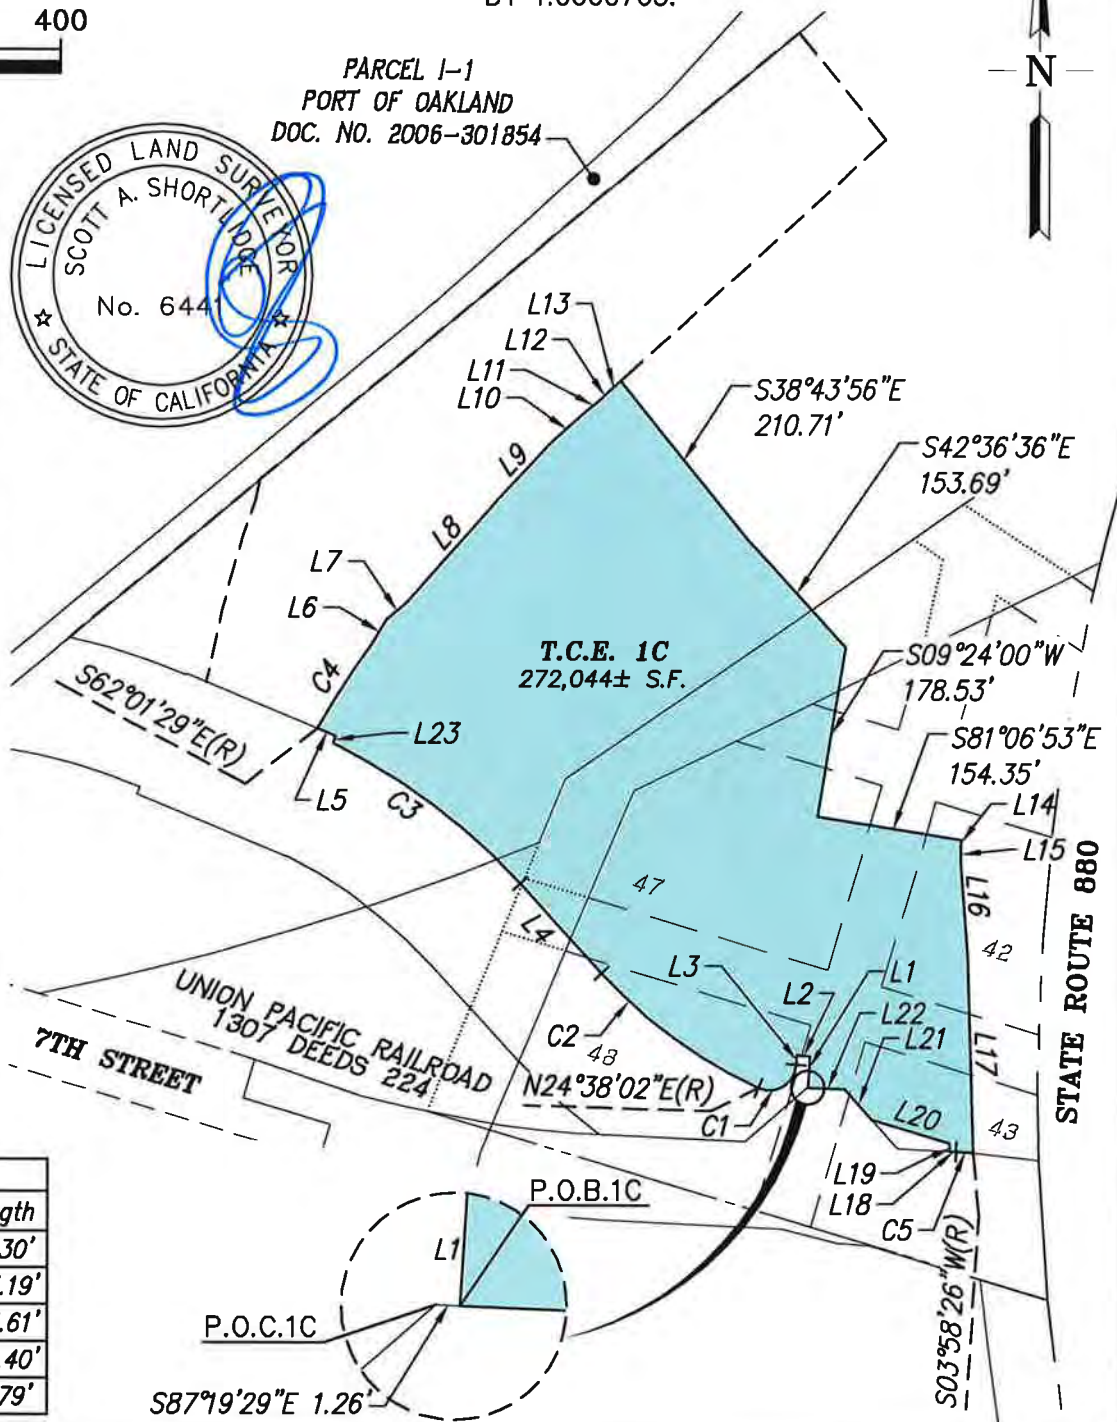 400
PARCEL I-1
PORT OF OAKLAND
DOC. NO. 2006-301854
N
LICENSED LAND SURVEYOR
SCOTT A. SHORTLIDGE
No. 6441
STATE OF CALIFORNIA
L13
L12
L11
L10
S38°43'56"E
210.71'
L9
S42°36'36"E
153.69'
L8
L7
L6
T.C.E. 1C
272,044± S.F.
S09°24'00"W
178.53'
C4
S62°01'29"E(R)
L23
S81°06'53"E
154.35'
L5
C3
L14
L15
47
L16
STATE ROUTE 880
L4
42
L3
L1
L2
UNION PACIFIC RAILROAD
1307 DEEDS 224
L22
C2
L21
48
L17
7TH STREET
N24°38'02"E(R)
C1
L20
43
L19
L18
C5
P.O.B.1C
gth
30'
.19'
.61'
.40'
79'
L1
S03°58'26"W(R)
P.O.C.1C
S87°19'29"E 1.26'